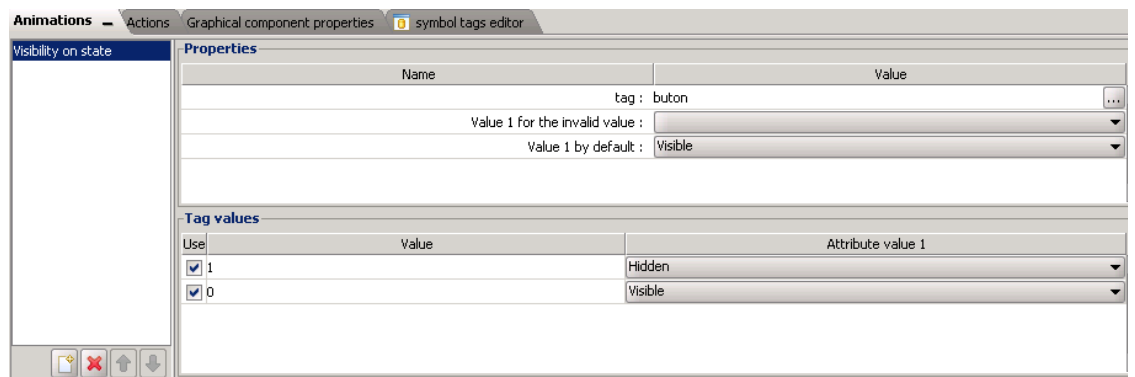 Animations Actions Graphical component properties symbol tags editor
Visibility on state
Properties
Name Value
tag : buton ...
Value 1 for the invalid value :
Value 1 by default : Visible
Tag values
Use Value Attribute value 1
1 Hidden
0 Visible